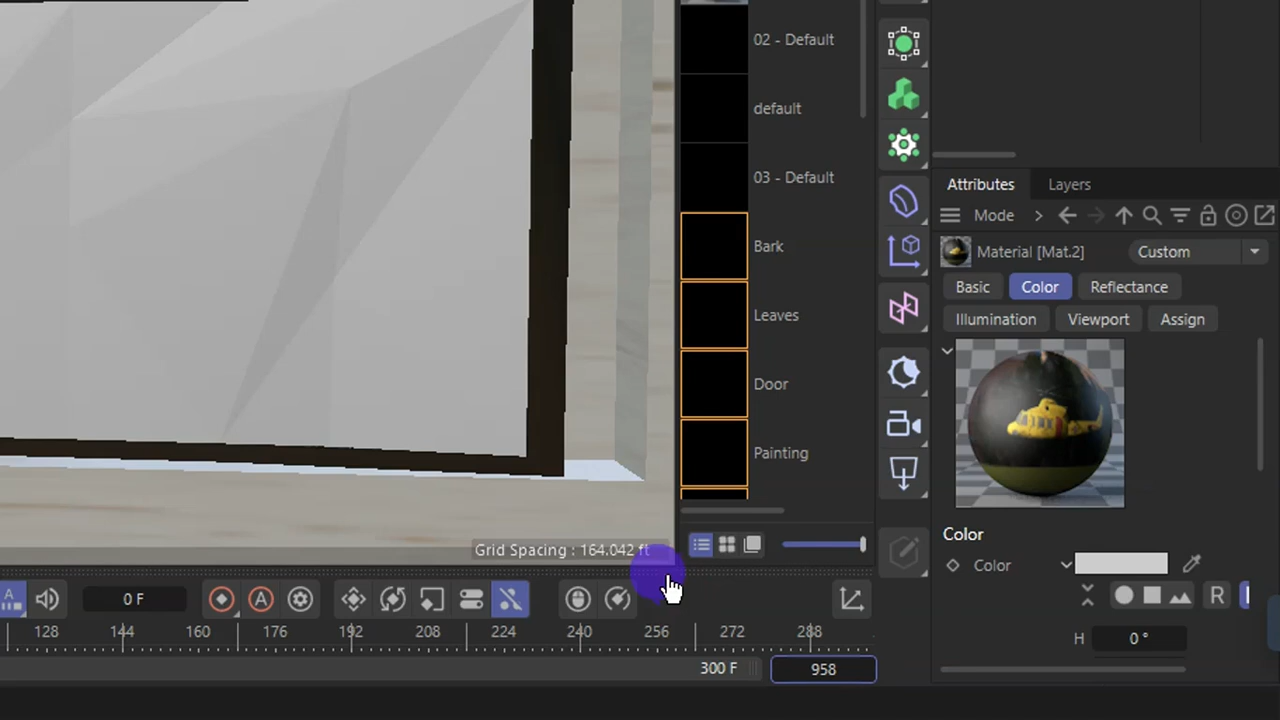 02 - Default
default
03 - Default
Bark
Leaves
Door
Painting
Attributes Layers
Mode
Material [Mat.2] Custom
Basic Color Reflectance
Illumination Viewport Assign
Color
Color
R
H 0 °
Grid Spacing : 164.042 ft
A
0 F
A
128 144 160 176 192 208 224 240 256 272 288
300 F 958